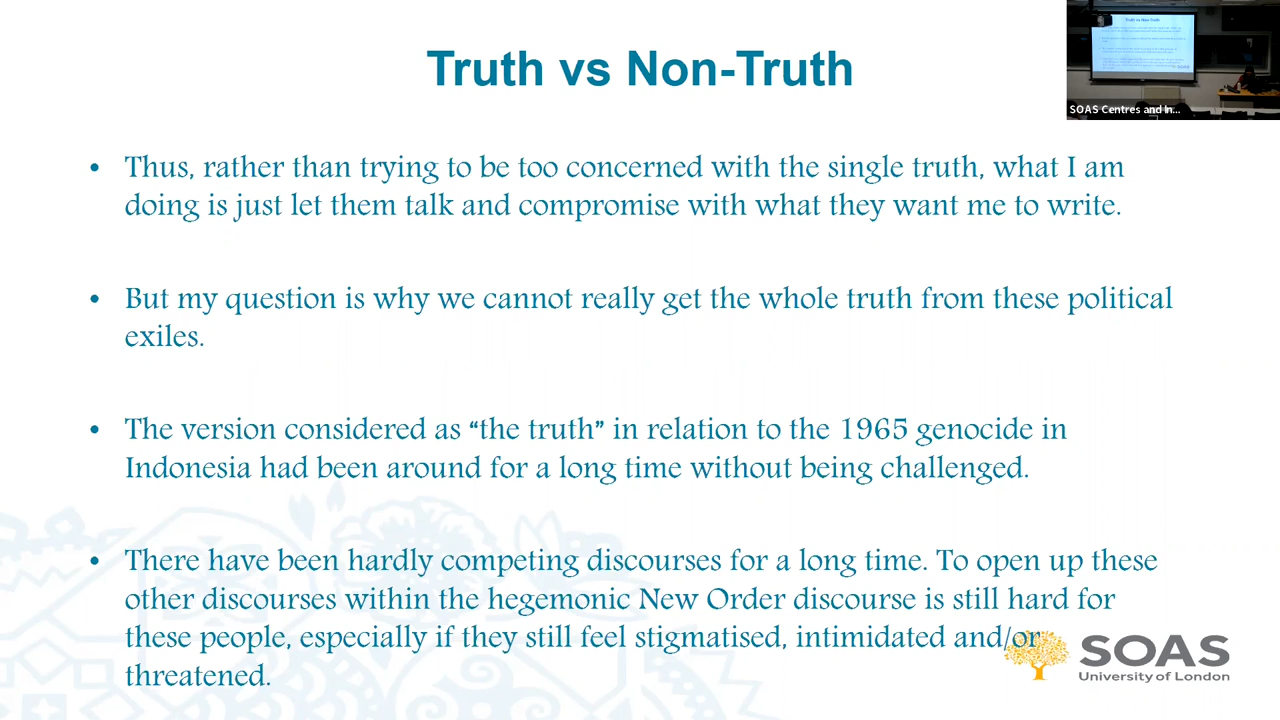 Truth vs Non-Truth
SOAS Centres and In...
• Thus, rather than trying to be too concerned with the single truth, what I am
doing is just let them talk and compromise with what they want me to write.
• But my question is why we cannot really get the whole truth from these political
exiles.
• The version considered as “the truth” in relation to the 1965 genocide in
Indonesia had been around for a long time without being challenged.
• There have been hardly competing discourses for a long time. To open up these
other discourses within the hegemonic New Order discourse is still hard for
these people, especially if they still feel stigmatised, intimidated and/or
threatened.
SOAS
University of London